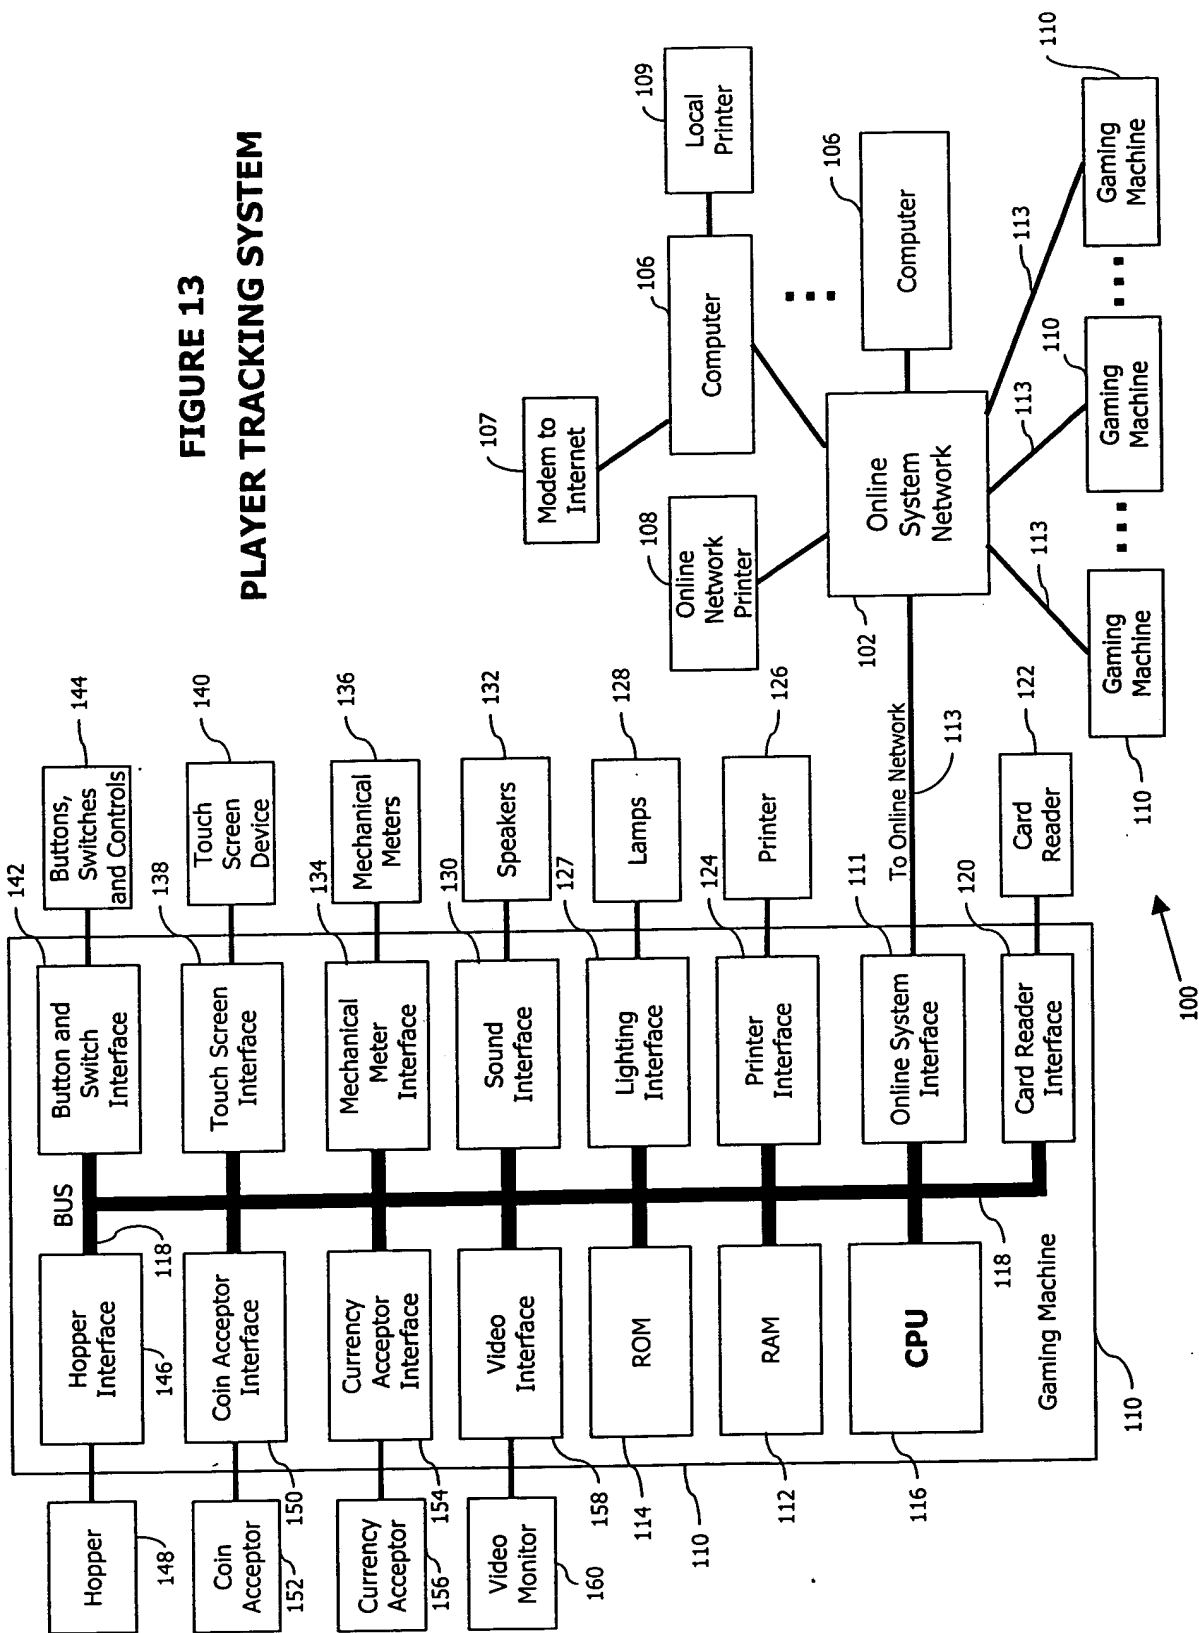 FIGURE 13
PLAYER TRACKING SYSTEM
Hopper
148
Hopper
Interface
146
118
BUS
142
Button and
Switch
Interface
144
Buttons,
Switches
and Controls
Coin
Acceptor
152
Coin Acceptor
Interface
150
138
Touch Screen
Interface
140
Touch
Screen
Device
Currency
Acceptor
156
Currency
Acceptor
Interface
154
134
Mechanical
Meter
Interface
136
Mechanical
Meters
Video
Monitor
160
Video
Interface
158
130
Sound
Interface
132
Speakers
ROM
114
127
Lighting
Interface
128
Lamps
110
RAM
112
124
Printer
Interface
126
Printer
CPU
116
111
Online System
Interface
To Online Network
113
118
120
Card Reader
Interface
122
Card
Reader
Gaming Machine
110
100
107
Modem to
Internet
108
Online
Network
Printer
106
Computer
109
Local
Printer
106
Computer
102
Online
System
Network
113
113
113
Gaming
Machine
110
Gaming
Machine
110
Gaming
Machine
110